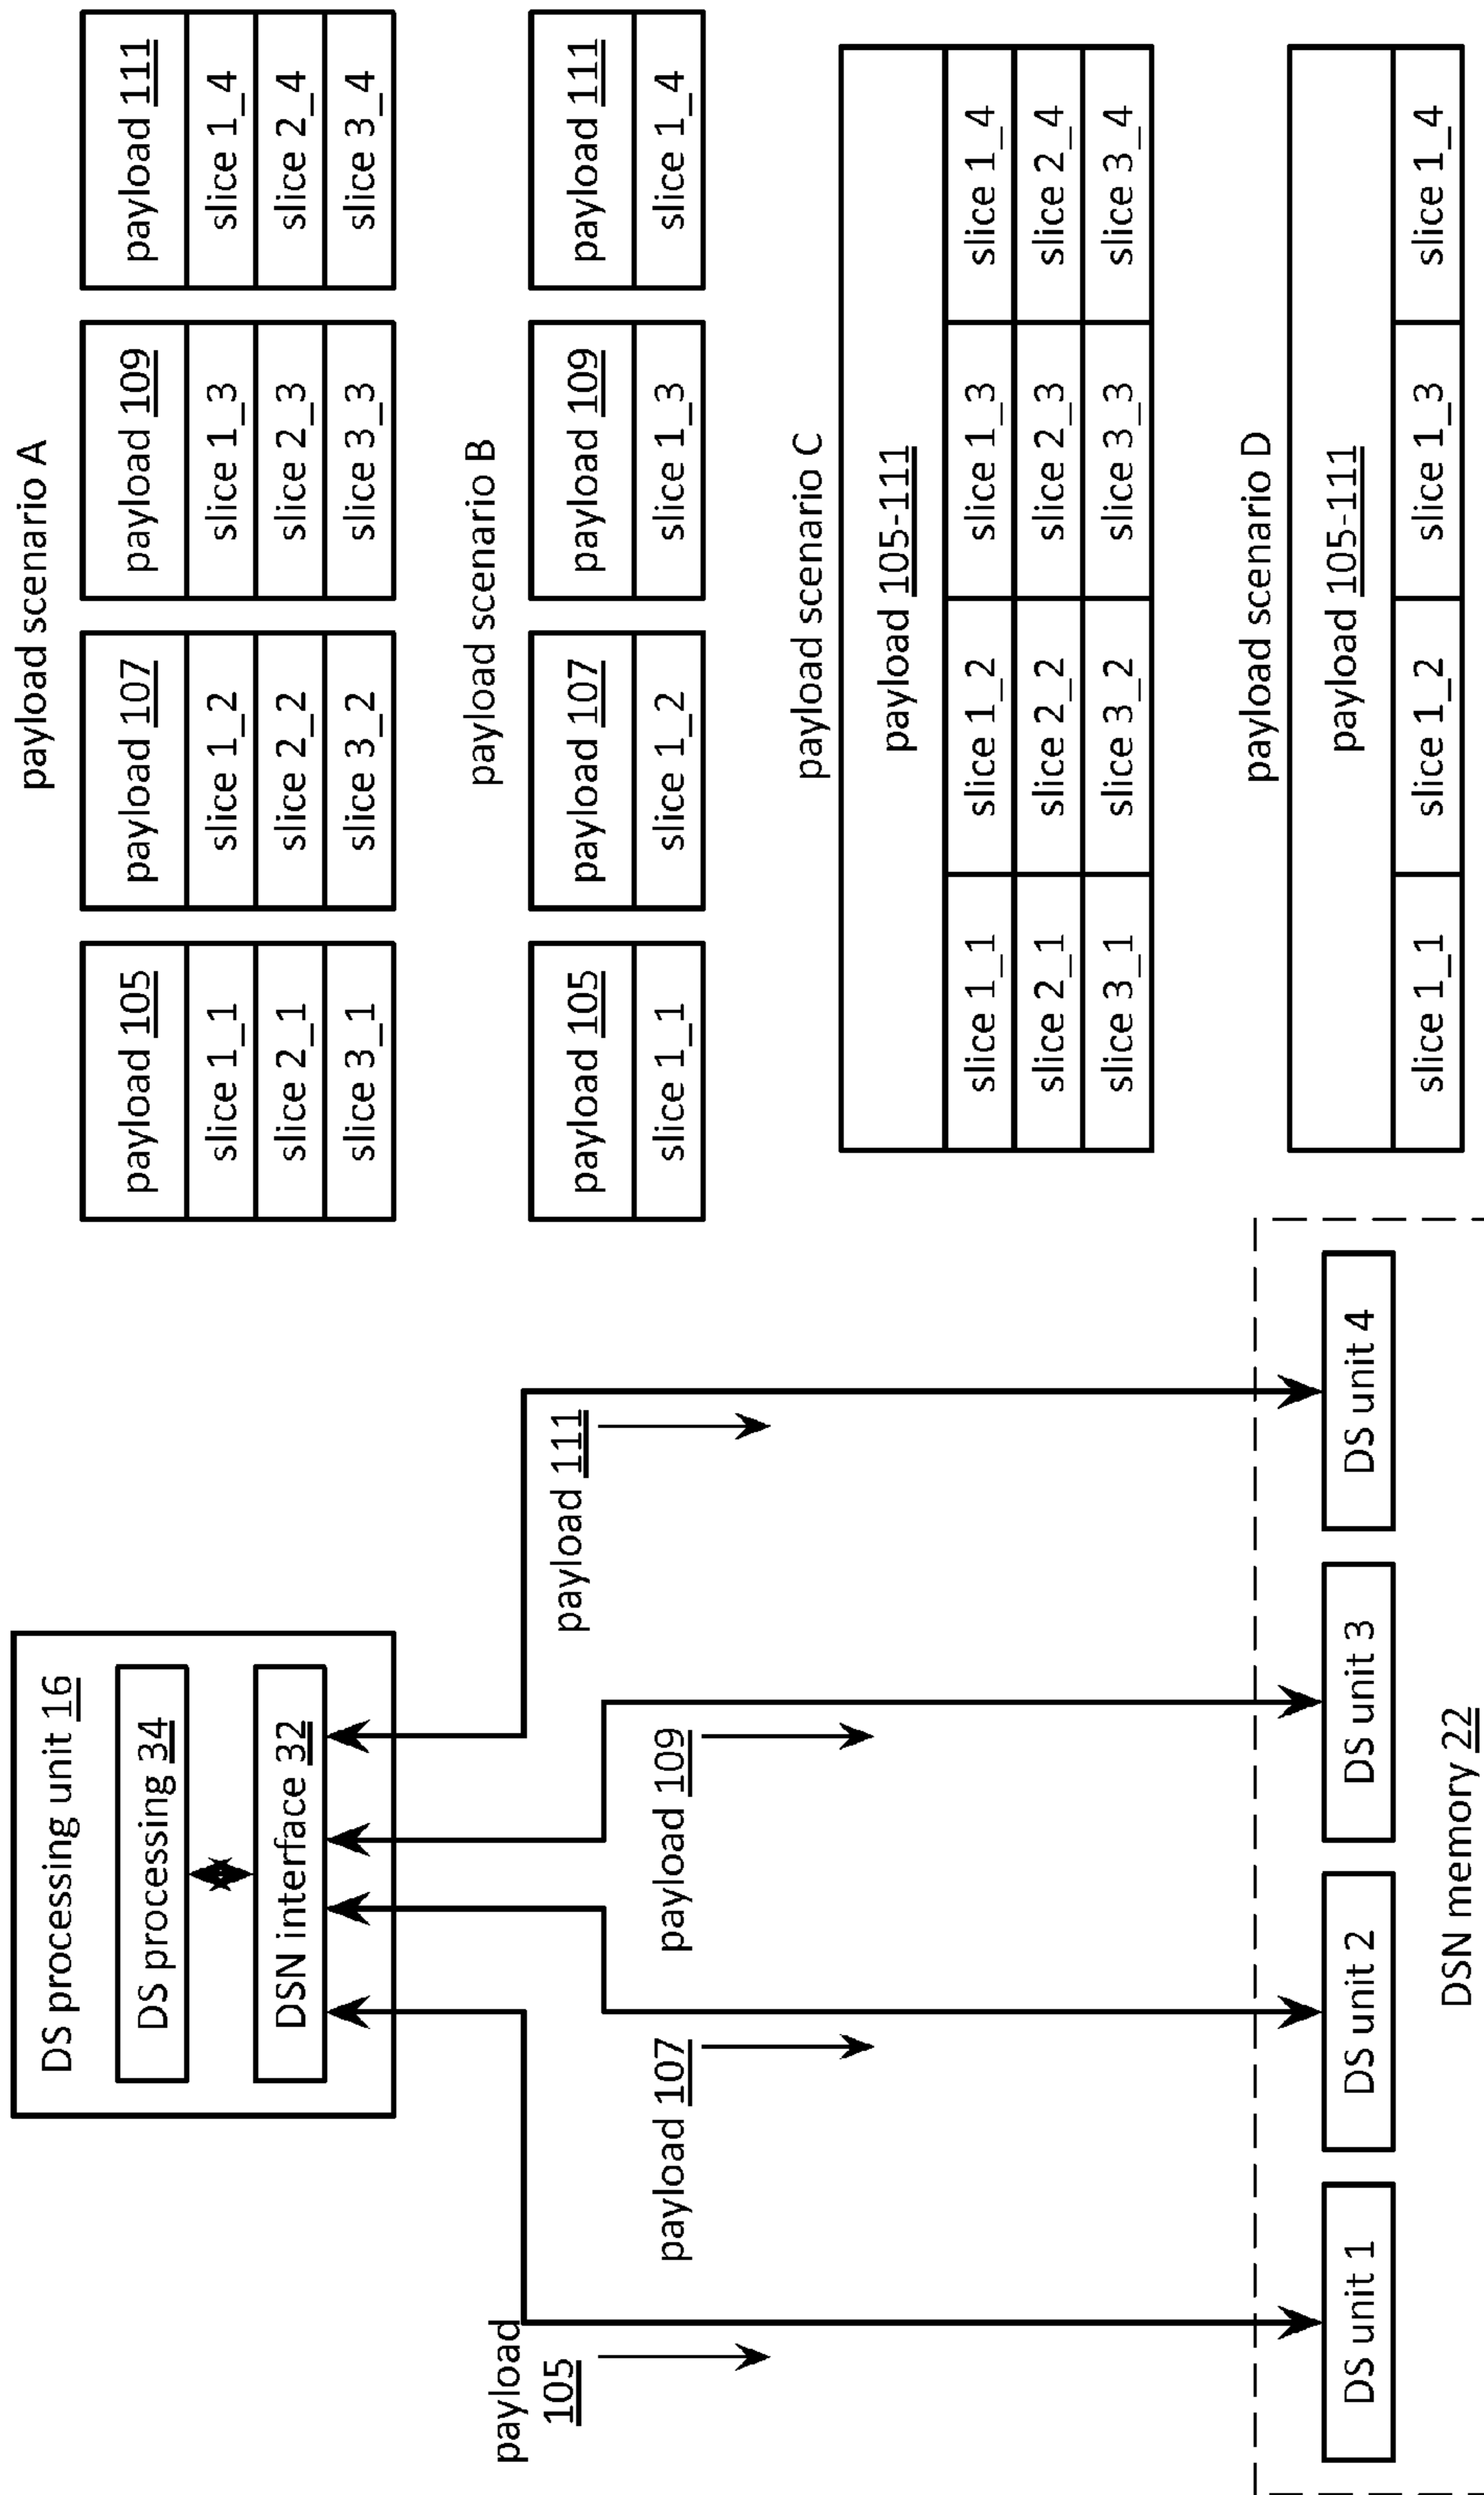 DS processing unit 16
DS processing 34
DSN interface 32
payload
105
payload 107
payload 109
payload 111
DS unit 1
DS unit 2
DS unit 3
DS unit 4
DSN memory 22
payload scenario A
payload 105
payload 107
payload 109
payload 111
slice 1_1
slice 1_2
slice 1_3
slice 1_4
slice 2_1
slice 2_2
slice 2_3
slice 2_4
slice 3_1
slice 3_2
slice 3_3
slice 3_4
payload scenario B
payload 105
payload 107
payload 109
payload 111
slice 1_1
slice 1_2
slice 1_3
slice 1_4
payload scenario C
payload 105-111
slice 1_1
slice 1_2
slice 1_3
slice 1_4
slice 2_1
slice 2_2
slice 2_3
slice 2_4
slice 3_1
slice 3_2
slice 3_3
slice 3_4
payload scenario D
payload 105-111
slice 1_1
slice 1_2
slice 1_3
slice 1_4